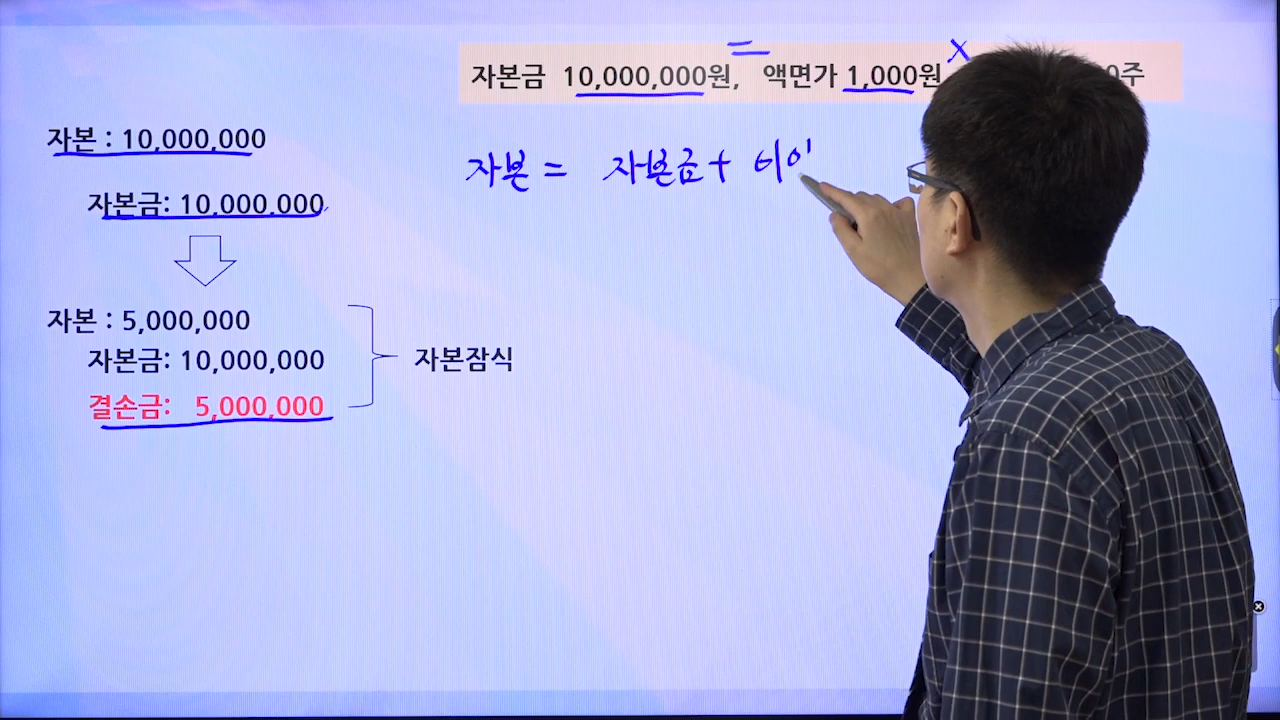 자본금 10,000,000원, = 액면가 1,000원 x 0주
자본 : 10,000,000
자본 = 자본금 +
자본금: 10,000,000
자본 : 5,000,000
자본금: 10,000,000
자본잠식
결손금: 5,000,000